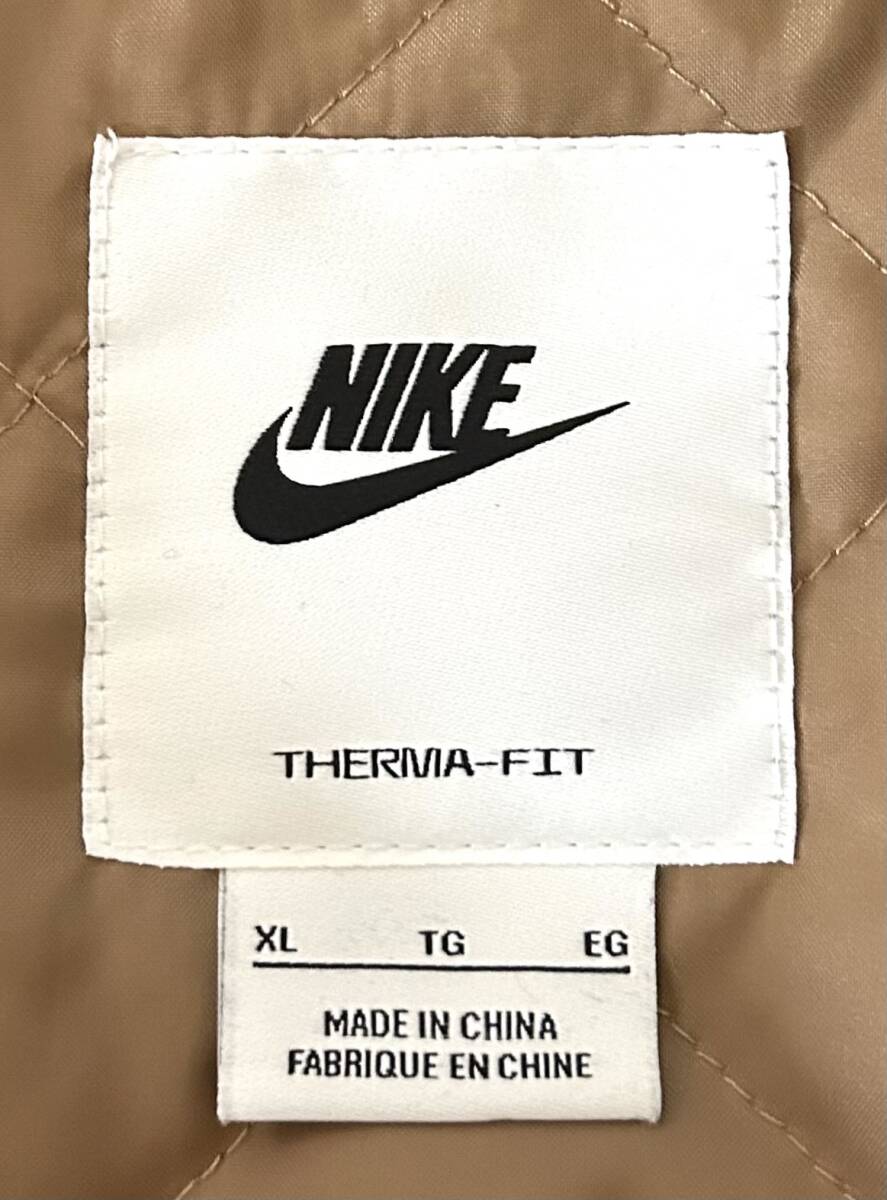 NIKE
THERMA-FIT
XL TG EG
MADE IN CHINA
FABRIQUE EN CHINE